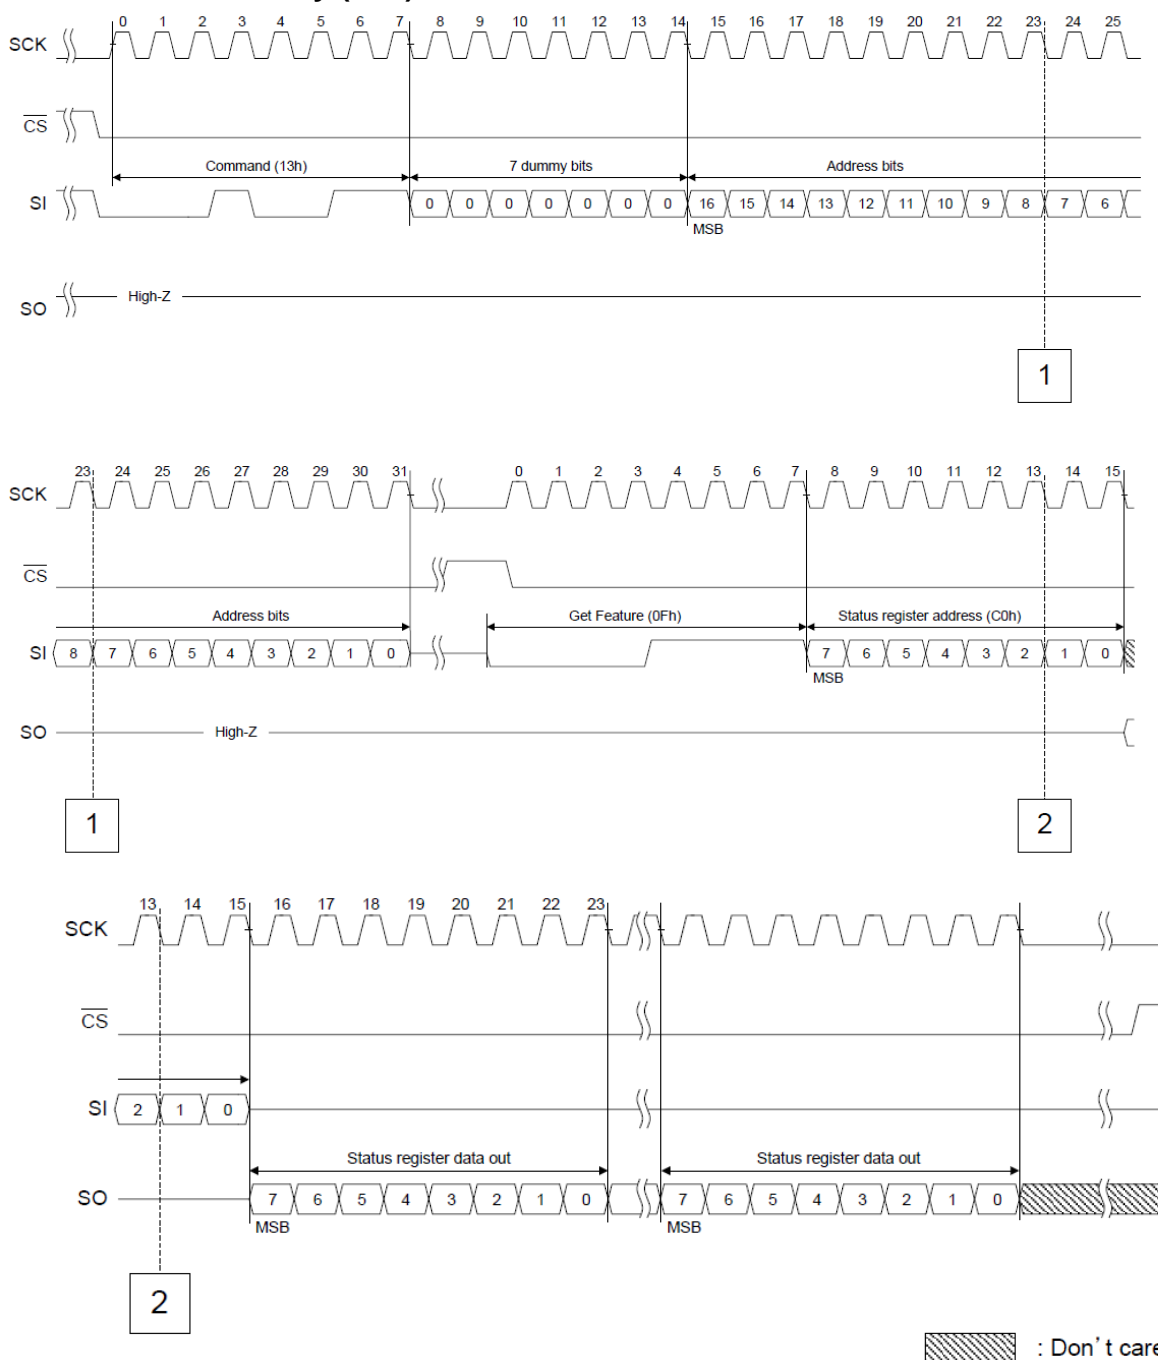 0 1 2 3 4 5 6 7 8 9 10 11 12 13 14 15 16 17 18 19 20 21 22 23 24 25
SCK
CS
Command (13h) 7 dummy bits Address bits
SI 0 0 0 0 0 0 0 16 15 14 13 12 11 10 9 8 7 6
MSB
SO High-Z
1
23 24 25 26 27 28 29 30 31 0 1 2 3 4 5 6 7 8 9 10 11 12 13 14 15
SCK
CS
Address bits Get Feature (0Fh) Status register address (C0h)
SI 8 7 6 5 4 3 2 1 0 7 6 5 4 3 2 1 0
MSB
SO High-Z
1 2
13 14 15 16 17 18 19 20 21 22 23
SCK
CS
SI 2 1 0
Status register data out Status register data out
SO 7 6 5 4 3 2 1 0 7 6 5 4 3 2 1 0
MSB MSB
2
: Don't care